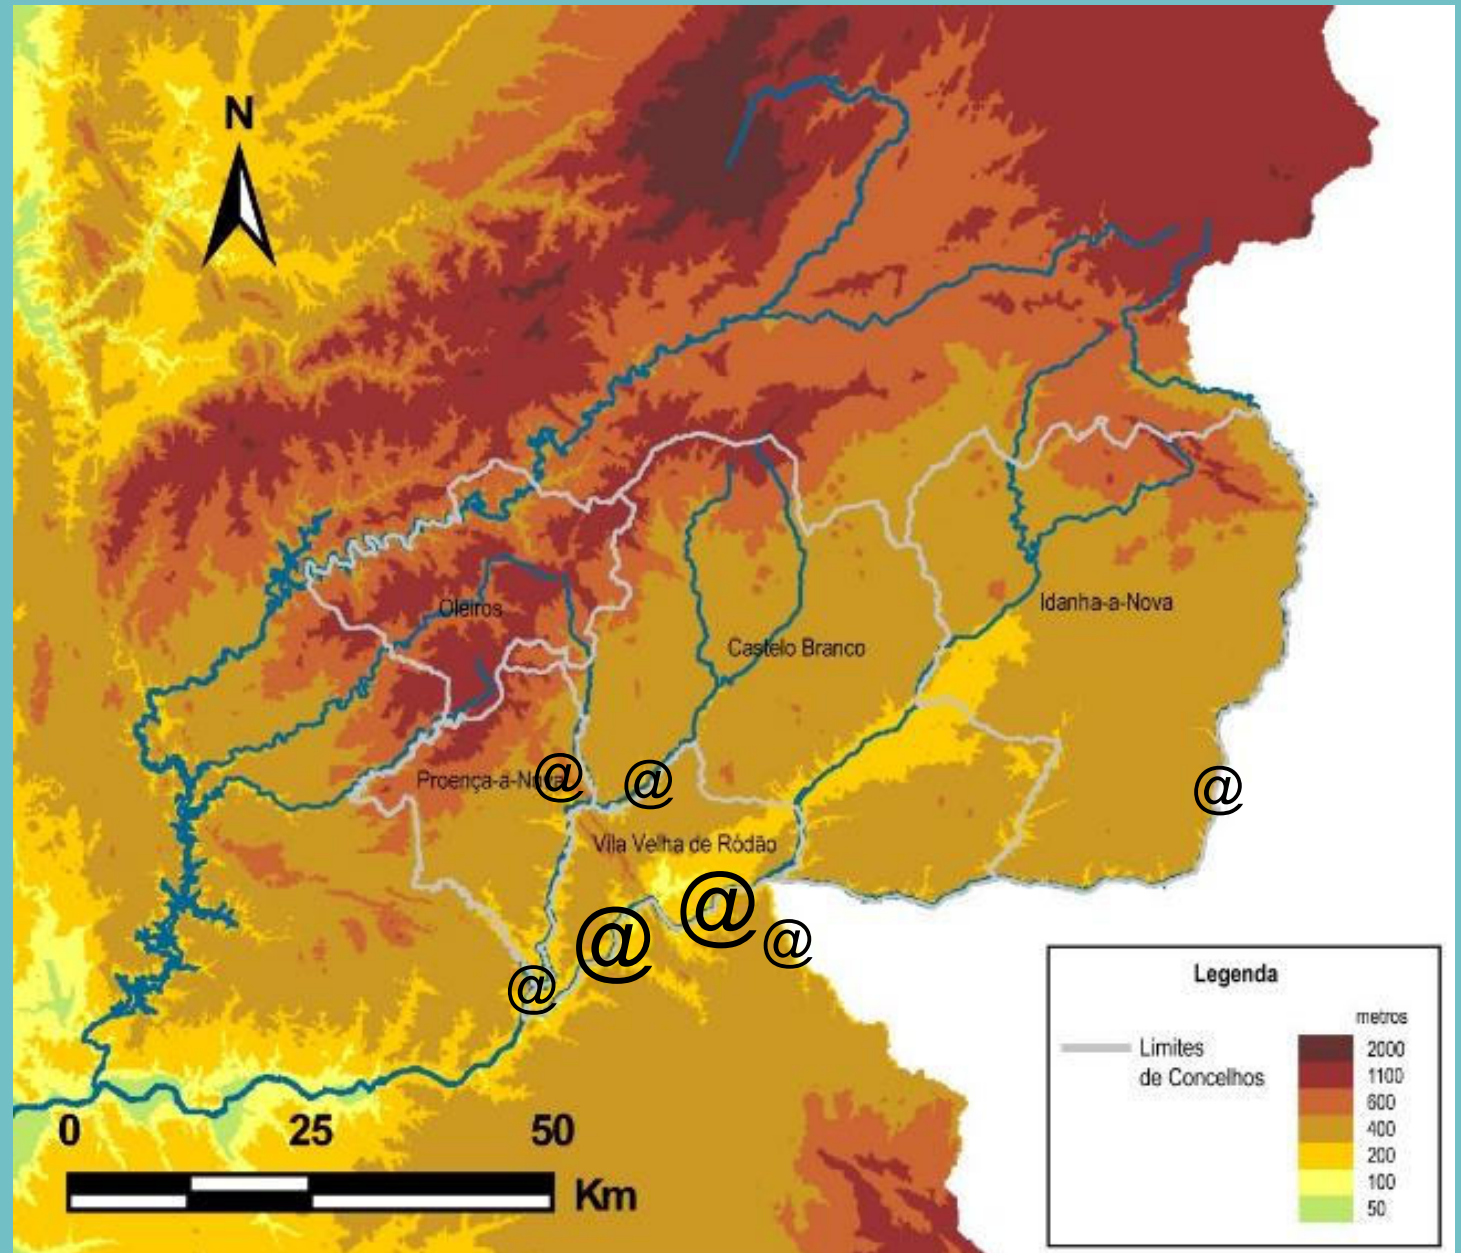 N
Oleiros
Idanha-a-Nova
Castelo Branco
Proença-a-Nova
@
@
@
Vila Velha de Ródão
@
@
@
@
Legenda
metros
Limites
de Concelhos
2000
1100
600
400
200
100
50
0 25 50
Km